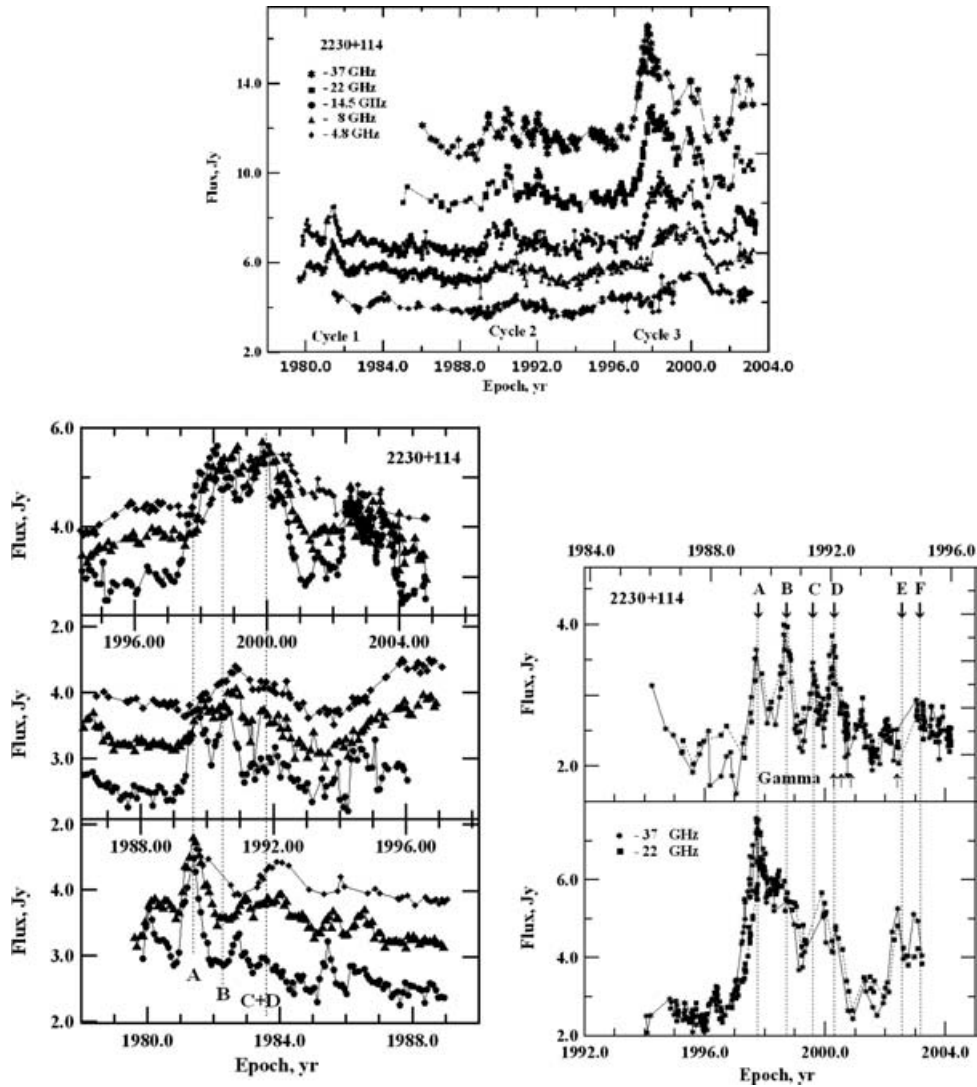 2230+114
- 37 GHz
- 22 GHz
- 14.5 GHz
- 8 GHz
- 4.8 GHz
14.0
10.0
6.0
2.0
Flux, Jy
Cycle 1 Cycle 2 Cycle 3
1980.0 1984.0 1988.0 1992.0 1996.0 2000.0 2004.0
Epoch, yr
6.0
2230+114
Flux, Jy
4.0
2.0
1996.00 2000.00 2004.00
4.0
Flux, Jy
3.0
2.0
1988.00 1992.00 1996.00
4.0
Flux, Jy
3.0
A B C+D
2.0
1980.0 1984.0 1988.0
Epoch, yr
1984.0 1988.0 1992.0 1996.0
2230+114
A B C D E F
4.0
Flux, Jy
2.0
Gamma
- 37 GHz
- 22 GHz
6.0
Flux, Jy
4.0
2.0
1992.0 1996.0 2000.0 2004.0
Epoch, yr